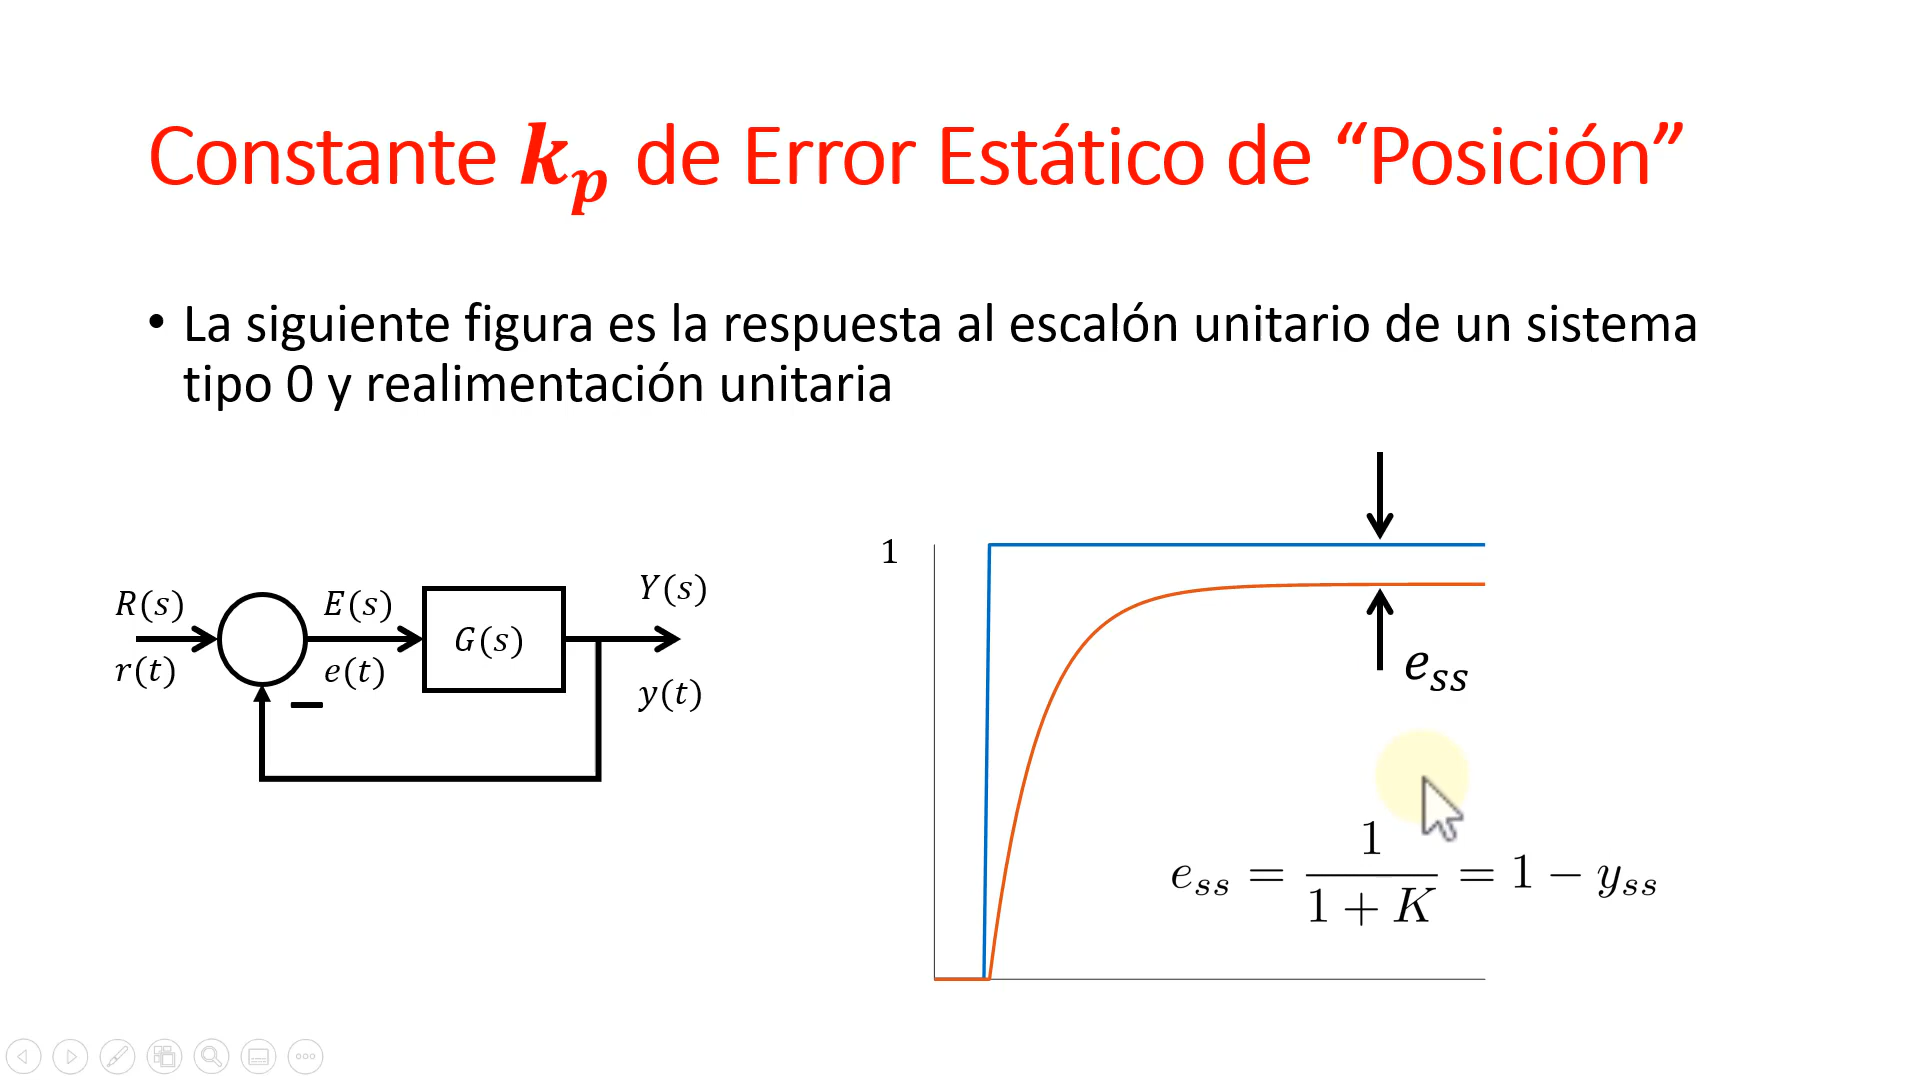 Constante k_p de Error Estático de “Posición”
• La siguiente figura es la respuesta al escalón unitario de un sistema
tipo 0 y realimentación unitaria
R(s)
r(t)
E(s)
e(t)
G(s)
Y(s)
y(t)
−
1
e_ss
e_ss = 1/(1 + K) = 1 − y_ss